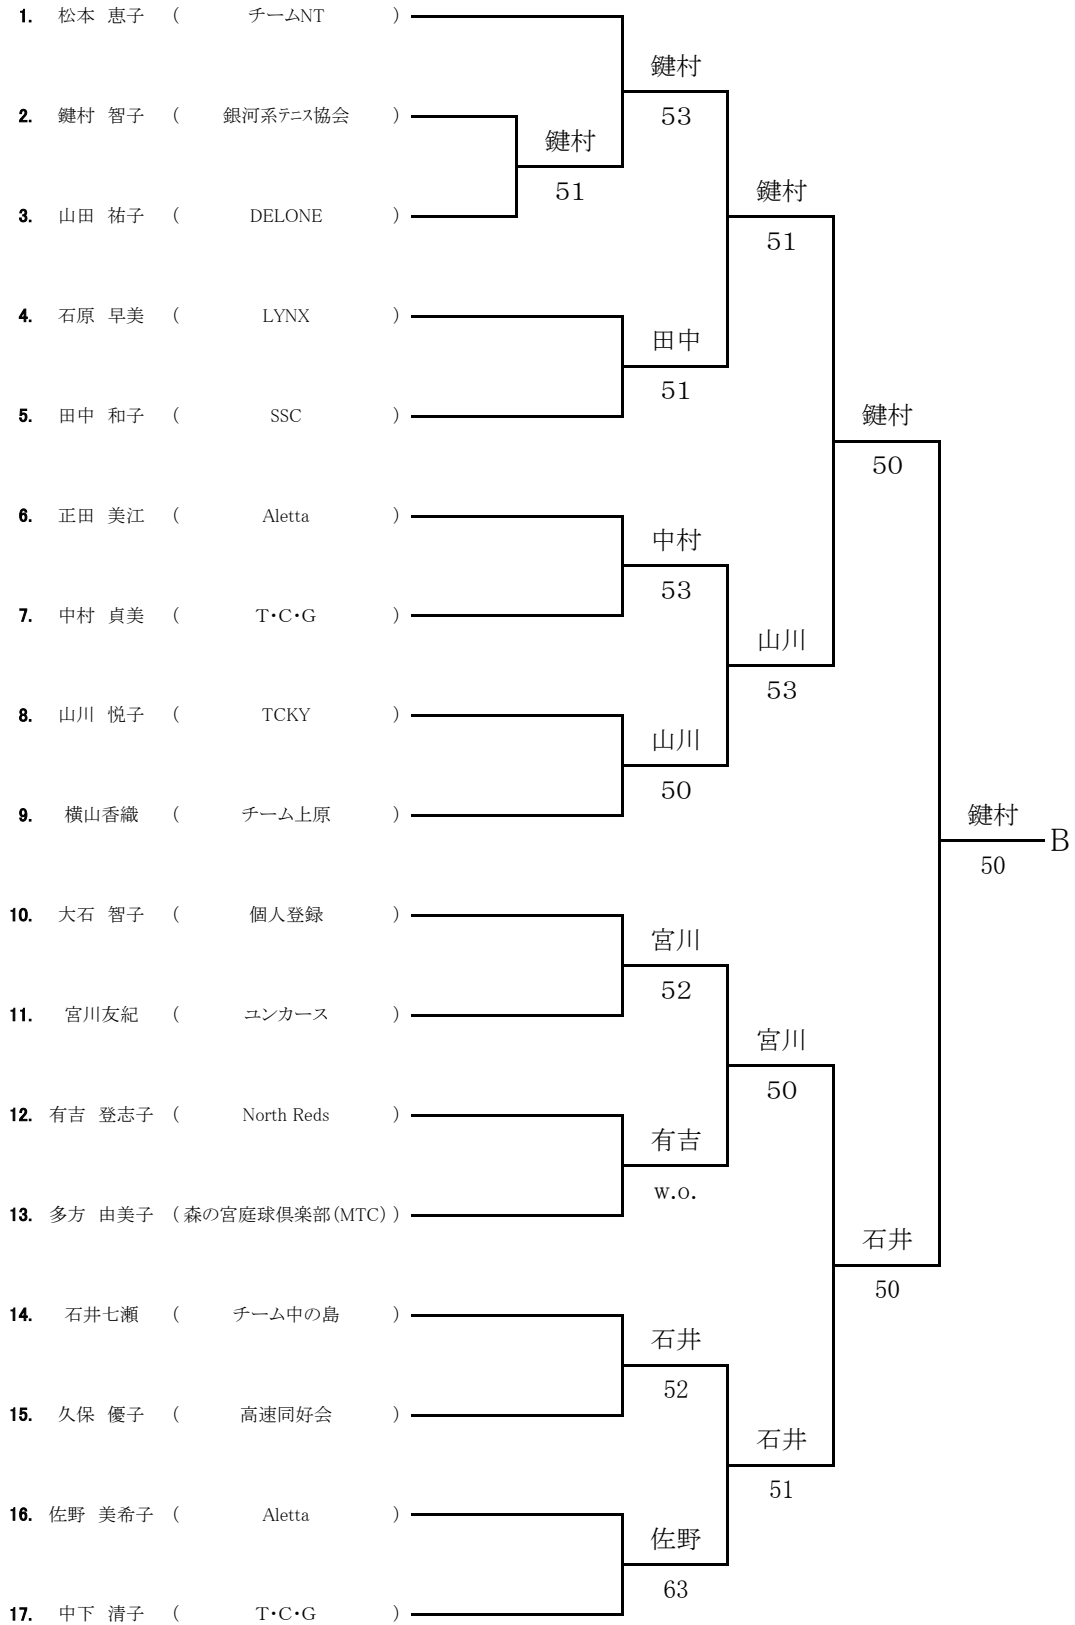 1. 松本 恵子 ( チームNT )
鍵村
2. 鍵村 智子 ( 銀河系テニス協会 )
53
鍵村
51
鍵村
3. 山田 祐子 ( DELONE )
51
4. 石原 早美 ( LYNX )
田中
51
5. 田中 和子 ( SSC )
鍵村
50
6. 正田 美江 ( Aletta )
中村
53
7. 中村 貞美 ( T・C・G )
山川
53
8. 山川 悦子 ( TCKY )
山川
50
9. 横山香織 ( チーム上原 )
鍵村
B
50
10. 大石 智子 ( 個人登録 )
宮川
52
11. 宮川友紀 ( ユンカース )
宮川
50
12. 有吉 登志子 ( North Reds )
有吉
w.o.
13. 多方 由美子 ( 森の宮庭球倶楽部(MTC) )
石井
50
14. 石井七瀬 ( チーム中の島 )
石井
52
15. 久保 優子 ( 高速同好会 )
石井
51
16. 佐野 美希子 ( Aletta )
佐野
63
17. 中下 清子 ( T・C・G )